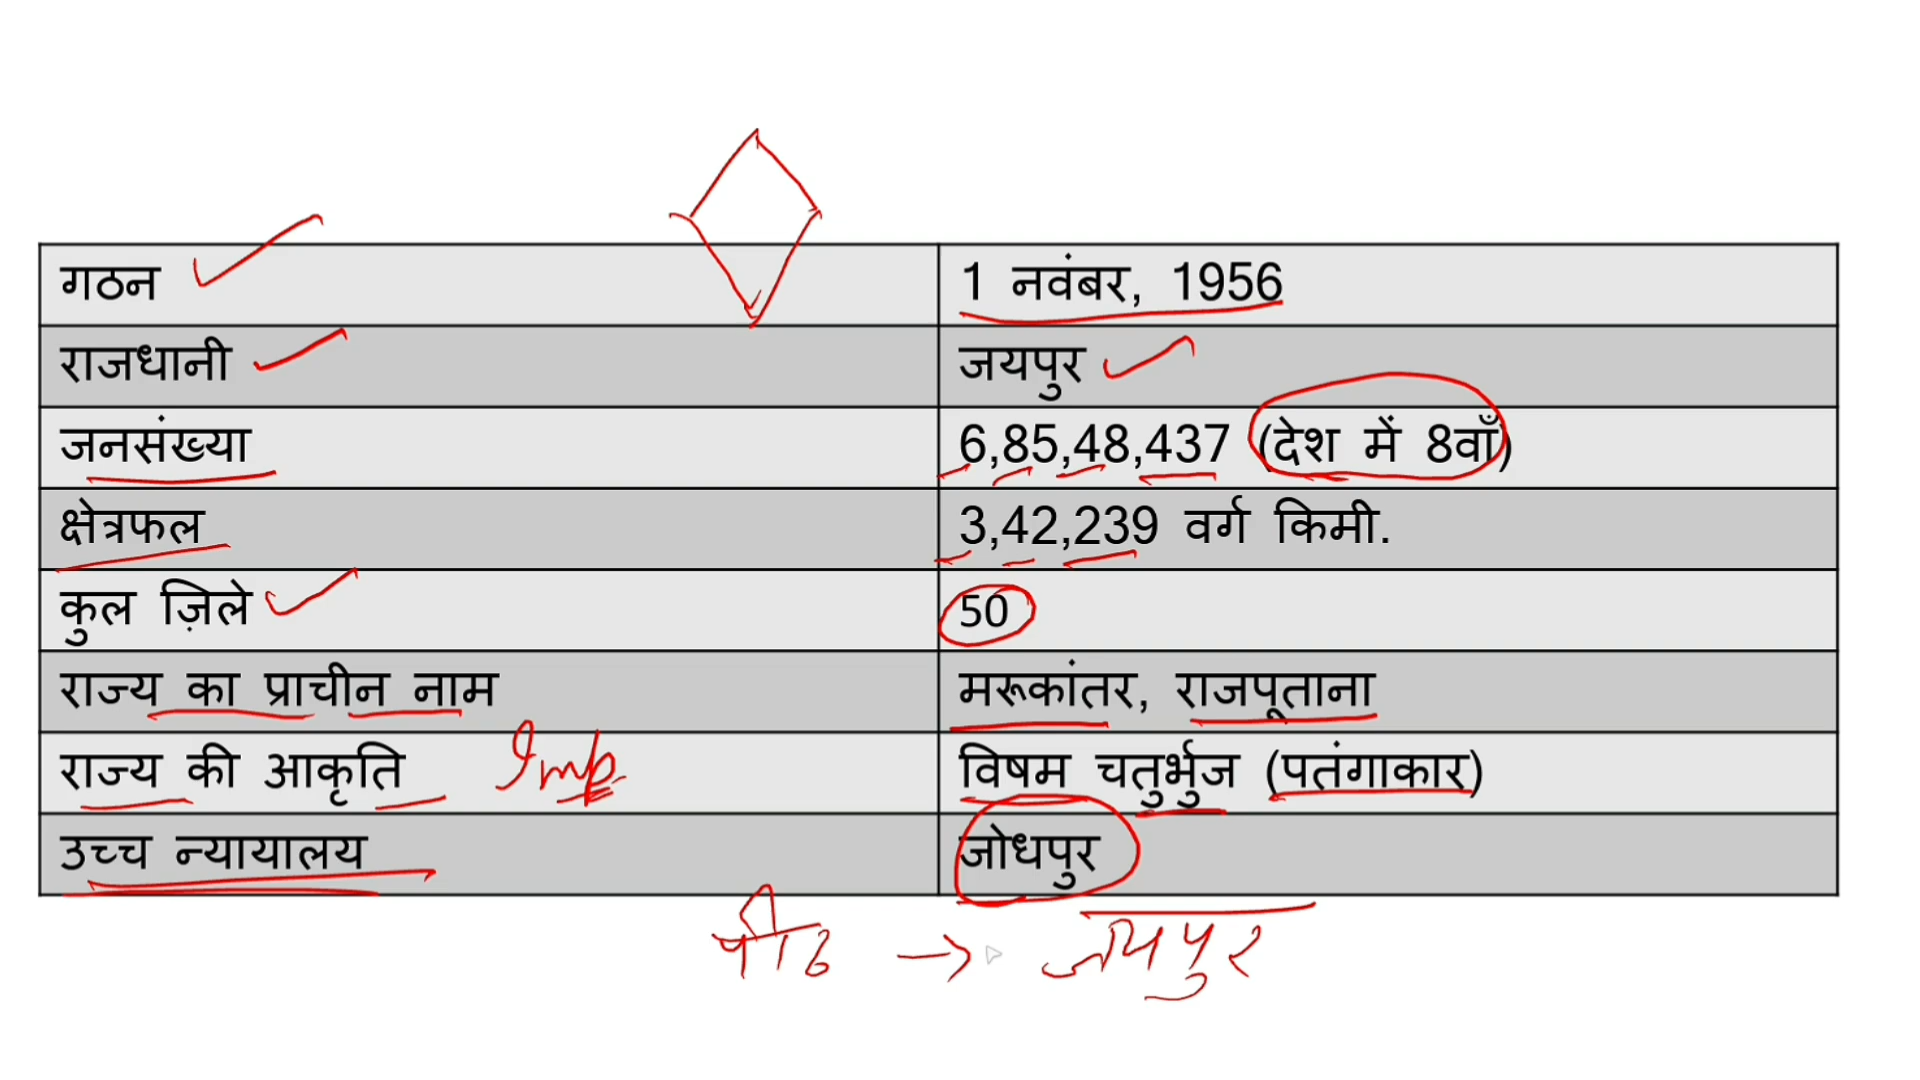 गठन 1 नवंबर, 1956
राजधानी जयपुर
जनसंख्या 6,85,48,437 (देश में 8वाँ)
क्षेत्रफल 3,42,239 वर्ग किमी.
कुल ज़िले 50
राज्य का प्राचीन नाम मरूकांतर, राजपूताना
राज्य की आकृति Imp विषम चतुर्भुज (पतंगाकार)
उच्च न्यायालय जोधपुर
पीठ → जयपुर